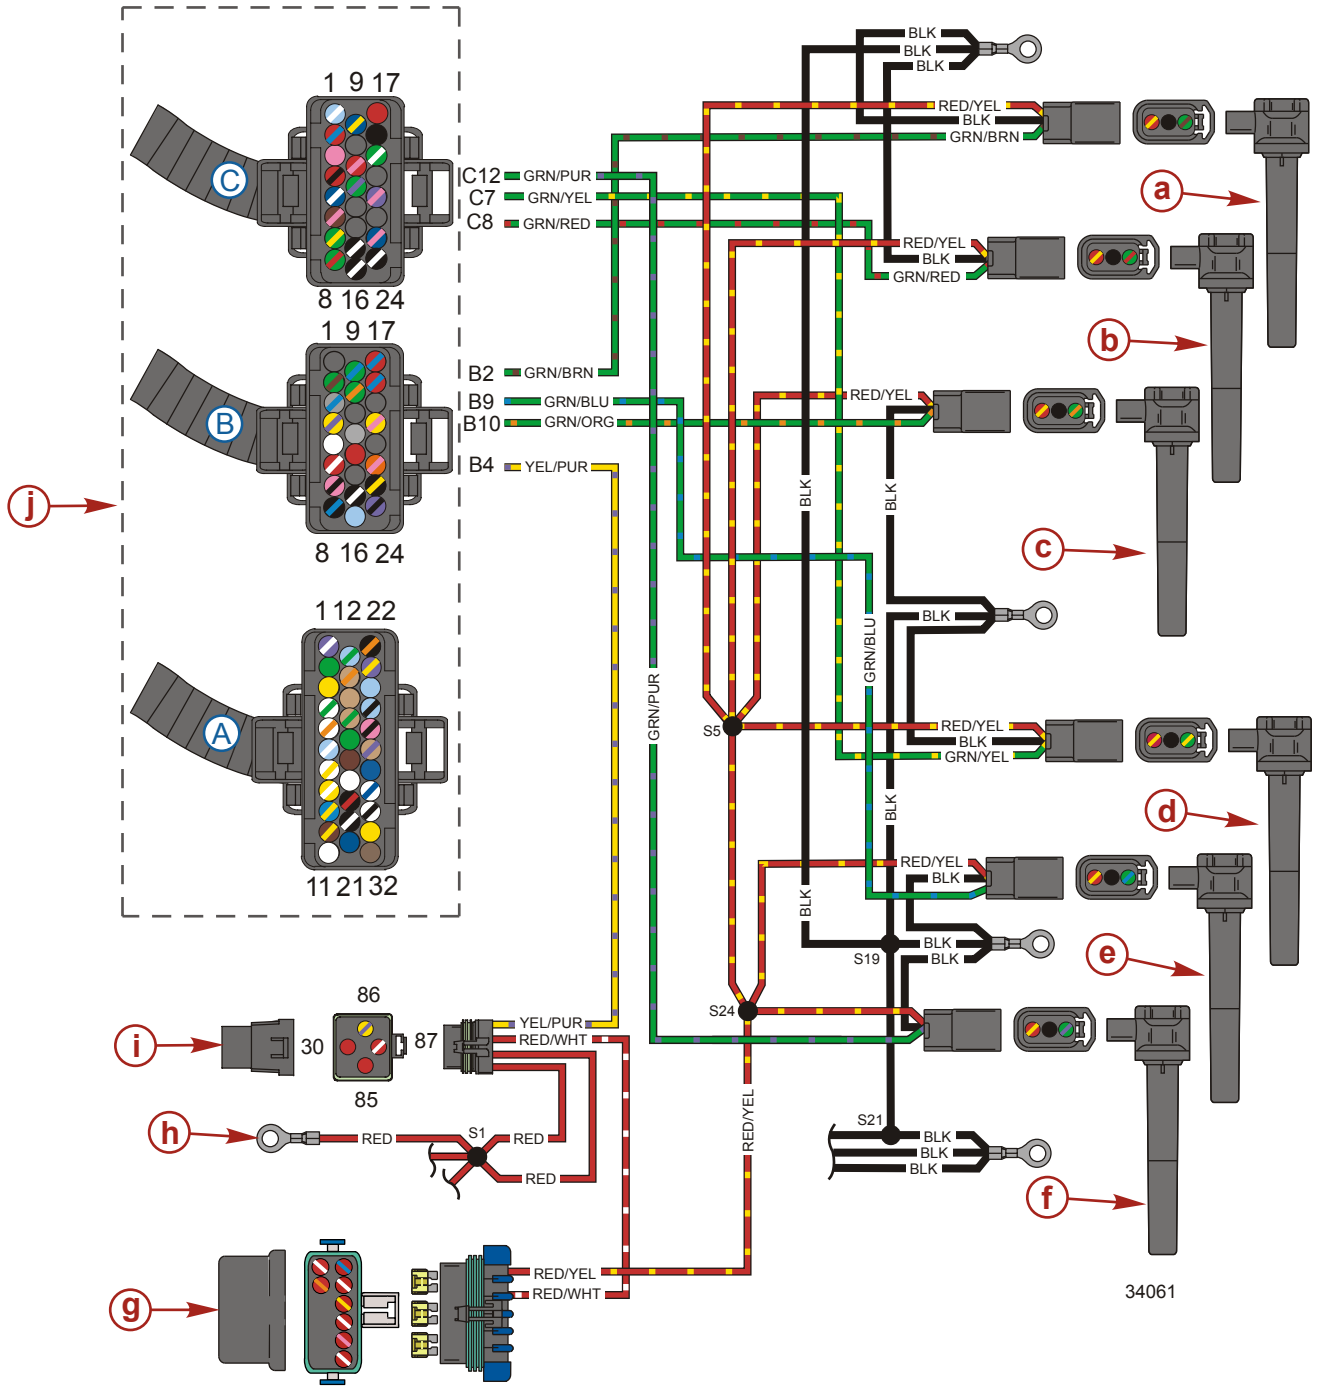 BLK
BLK
BLK
1 9 17
RED/YEL
BLK
GRN/BRN
C
C12 GRN/PUR
C7 GRN/YEL
C8 GRN/RED
a
RED/YEL
BLK
GRN/RED
8 16 24
1 9 17
b
B2 GRN/BRN
B9 GRN/BLU
B10 GRN/ORG
RED/YEL
B
B4 YEL/PUR
j
BLK
BLK
8 16 24
c
1 12 22
BLK
GRN/BLU
GRN/PUR
A
S5
RED/YEL
BLK
GRN/YEL
BLK
d
RED/YEL
BLK
11 21 32
BLK
S19
BLK
BLK
e
86
S24
i
30
87
YEL/PUR
RED/WHT
85
RED/YEL
h
RED
S1
RED
RED
S21
BLK
BLK
BLK
f
g
RED/YEL
RED/WHT
34061